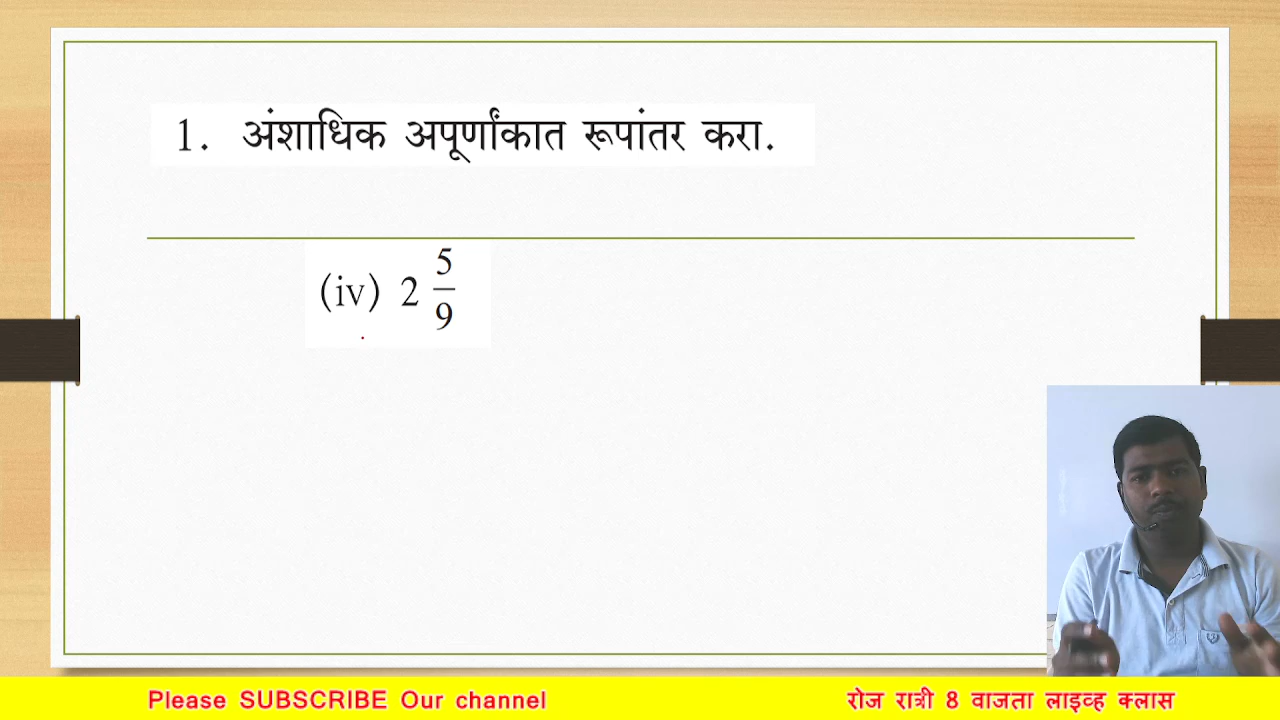 1. अंशाधिक अपूर्णांकात रूपांतर करा.
(iv) 2 5/9
Please SUBSCRIBE Our channel
रोज रात्री 8 वाजता लाइव्ह क्लास